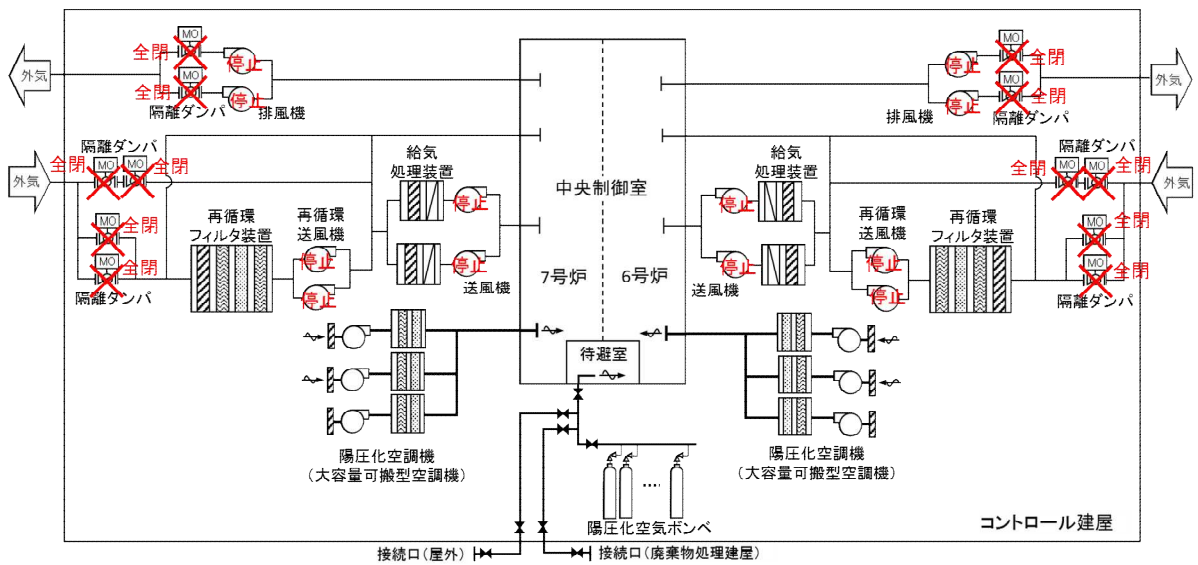 MO
全閉
停止
外気
全閉
MO
停止
隔離ダンパ
排風機
MO
全閉
停止
外気
停止
MO
全閉
排風機
隔離ダンパ
隔離ダンパ
全閉
MO
MO
全閉
外気
給気
処理装置
停止
中央制御室
給気
処理装置
停止
隔離ダンパ
全閉
MO
MO
全閉
外気
MO
全閉
再循環
フィルタ装置
再循環
送風機
停止
再循環
送風機
停止
再循環
フィルタ装置
MO
全閉
MO
全閉
隔離ダンパ
停止
停止
送風機
7号炉
6号炉
停止
送風機
停止
MO
全閉
隔離ダンパ
待避室
陽圧化空調機
(大容量可搬型空調機)
陽圧化空調機
(大容量可搬型空調機)
陽圧化空気ボンベ
コントロール建屋
接続口(屋外)
接続口(廃棄物処理建屋)